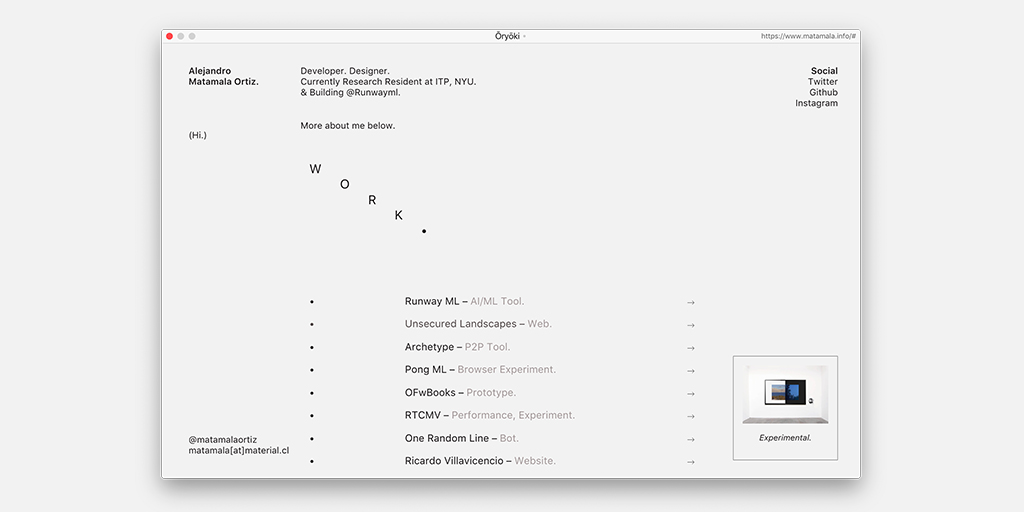 Ōryōki -
https://www.matamala.info/#
Alejandro
Matamala Ortiz.
Developer. Designer.
Currently Research Resident at ITP, NYU.
& Building @Runwayml.
Social
Twitter
Github
Instagram
More about me below.
(Hi.)
W
O
R
K
•
• Runway ML – AI/ML Tool. →
• Unsecured Landscapes – Web. →
• Archetype – P2P Tool. →
• Pong ML – Browser Experiment. →
• OFwBooks – Prototype. →
• RTCMV – Performance, Experiment. →
• One Random Line – Bot. →
• Ricardo Villavicencio – Website. →
Experimental.
@matamalaortiz
matamala[at]material.cl